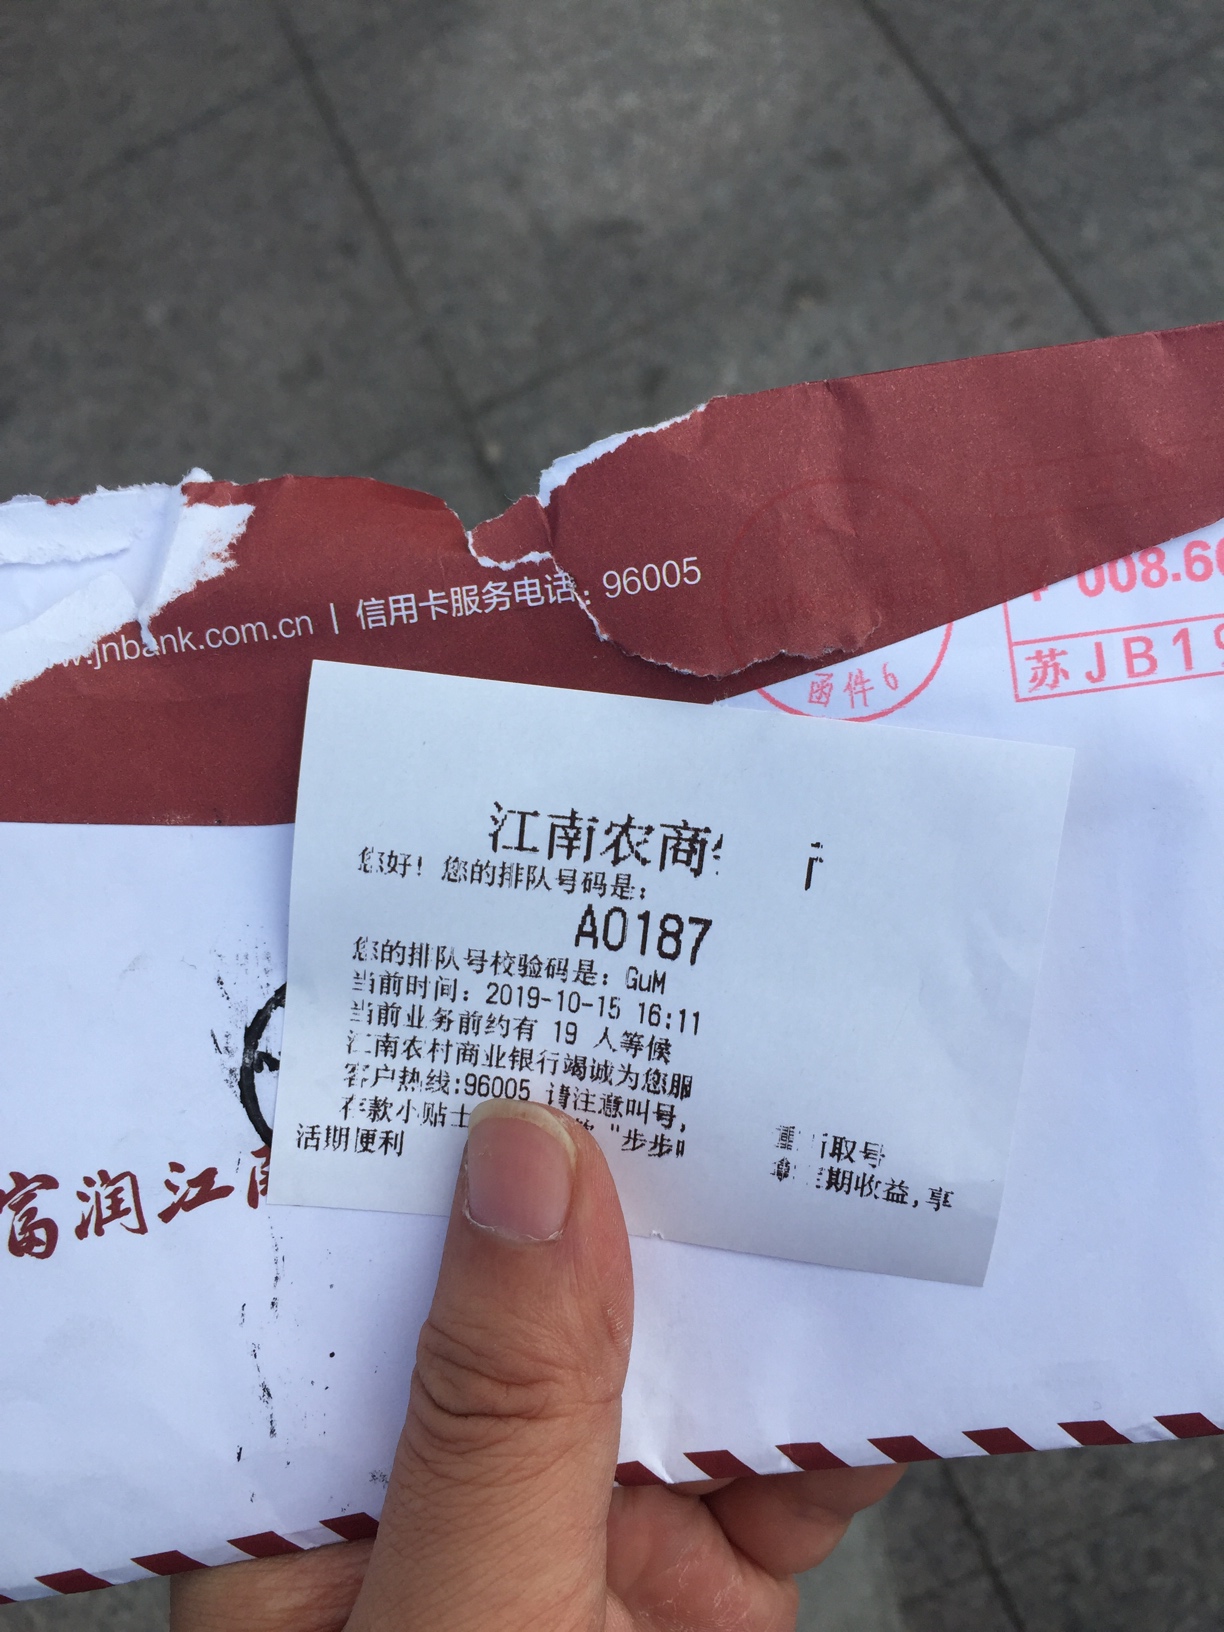 jnbank.com.cn | 信用卡服务电话: 96005
008.6
苏JB19
函件6
江南农商
您好! 您的排队号码是:
A0187
您的排队号校验码是: GuM
当前时间: 2019-10-15 16:11
当前业务前约有 19 人等候
江南农村商业银行竭诚为您服
客户热线:96005 请注意叫号,
取号
存款小贴士 "步步
期收益,享
活期便利
富润江南